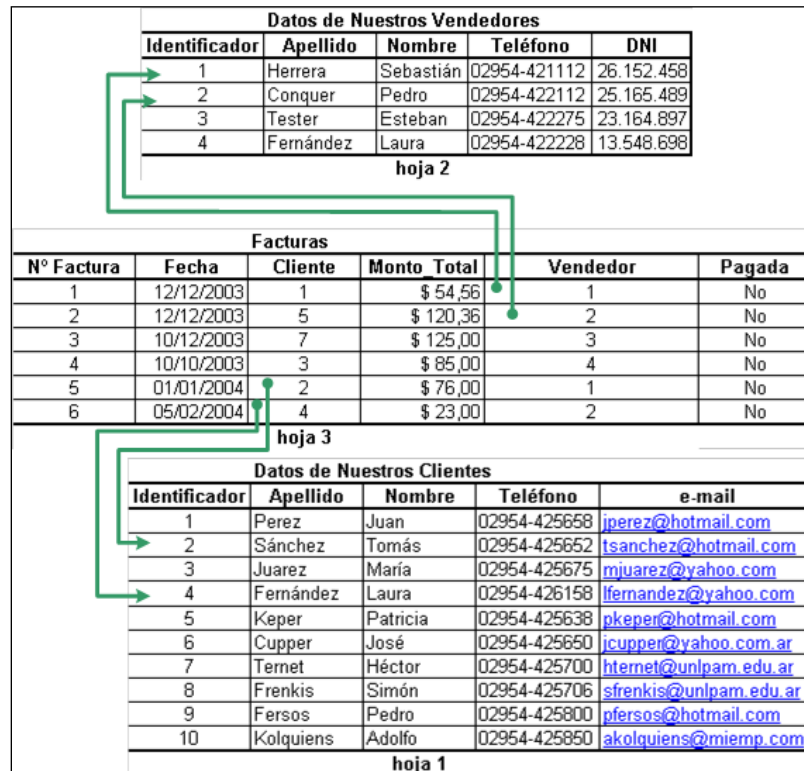 Datos de Nuestros Vendedores
Identificador Apellido Nombre Teléfono DNI
1 Herrera Sebastián 02954-421112 26.152.458
2 Conquer Pedro 02954-422112 25.165.489
3 Tester Esteban 02954-422275 23.164.897
4 Fernández Laura 02954-422228 13.548.698
hoja 2
Facturas
Nº Factura Fecha Cliente Monto_Total Vendedor Pagada
1 12/12/2003 1 $ 54,56 1 No
2 12/12/2003 5 $ 120,36 2 No
3 10/12/2003 7 $ 125,00 3 No
4 10/10/2003 3 $ 85,00 4 No
5 01/01/2004 2 $ 76,00 1 No
6 05/02/2004 4 $ 23,00 2 No
hoja 3
Datos de Nuestros Clientes
Identificador Apellido Nombre Teléfono e-mail
1 Perez Juan 02954-425658 jperez@hotmail.com
2 Sánchez Tomás 02954-425652 tsanchez@hotmail.com
3 Juarez María 02954-425675 mjuarez@yahoo.com
4 Fernández Laura 02954-426158 lfernandez@yahoo.com
5 Keper Patricia 02954-425638 pkeper@hotmail.com
6 Cupper José 02954-425650 jcupper@yahoo.com.ar
7 Ternet Héctor 02954-425700 hternet@unlpam.edu.ar
8 Frenkis Simón 02954-425706 sfrenkis@unlpam.edu.ar
9 Fersos Pedro 02954-425800 pfersos@hotmail.com
10 Kolquiens Adolfo 02954-425850 akolquiens@miemp.com
hoja 1